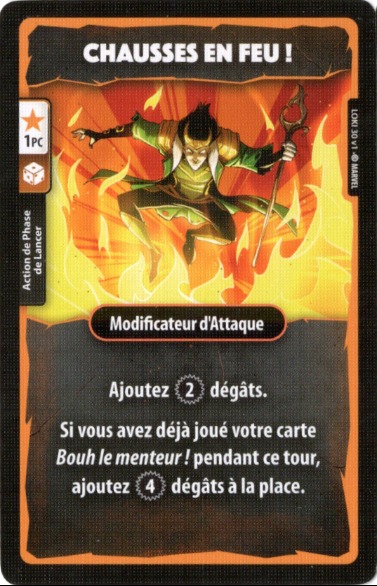 CHAUSSES EN FEU !
1PC
Action de Phase
de Lancer
LOKI 30 v1 MARVEL
Modificateur d'Attaque
Ajoutez 2 dégâts.
Si vous avez déjà joué votre carte
Bouh le menteur ! pendant ce tour,
ajoutez 4 dégâts à la place.